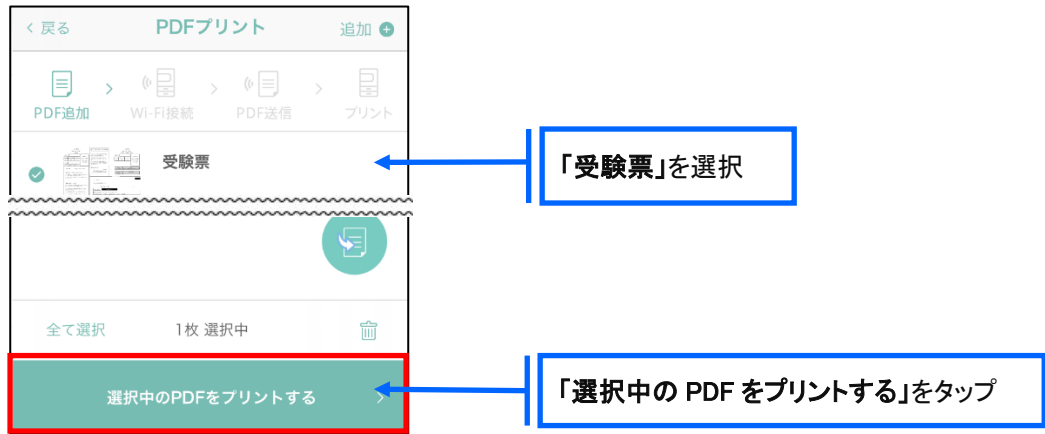 < 戻る PDFプリント 追加
PDF追加 > Wi-Fi接続 > PDF送信 > プリント
受験票
「受験票」を選択
全て選択 1枚 選択中
選択中のPDFをプリントする >
「選択中の PDF をプリントする」をタップ